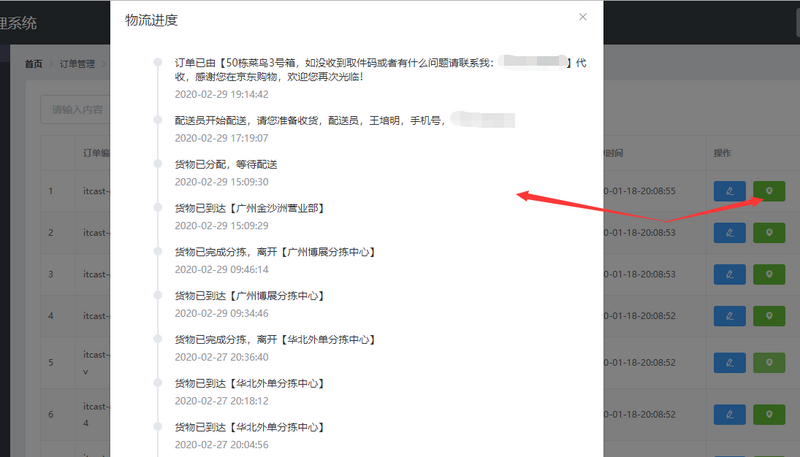 理系统
物流进度
首页
订单管理
请输入内容
订单已由【50栋菜鸟3号箱，如没收到取件码或者有什么问题请联系我：
】代
收，感谢您在京东购物，欢迎您再次光临！
2020-02-29 19:14:42
配送员开始配送，请您准备收货，配送员，王培明，手机号，
2020-02-29 17:19:07
货物已分配，等待配送
2020-02-29 15:09:30
货物已到达【广州金沙洲营业部】
2020-02-29 15:09:29
货物已完成分拣，离开【广州博展分拣中心】
2020-02-29 09:46:14
货物已到达【广州博展分拣中心】
2020-02-29 09:34:46
货物已完成分拣，离开【华北外单分拣中心】
2020-02-27 20:36:40
货物已到达【华北外单分拣中心】
2020-02-27 20:18:12
货物已到达【华北外单分拣中心】
2020-02-27 20:04:56
订单编
时间
操作
1
itcast-
0-01-18-20:08:55
2
itcast-
0-01-18-20:08:53
3
itcast-
0-01-18-20:08:53
4
itcast-
0-01-18-20:08:52
5
itcast-
v
0-01-18-20:08:52
6
itcast-
4
0-01-18-20:08:52